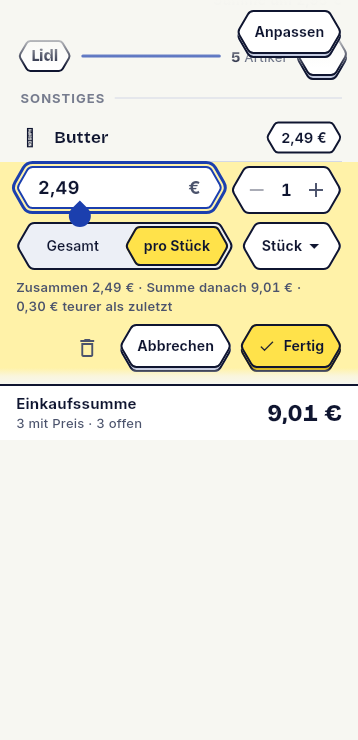 Anpassen
Lidl
5 Artikel
SONSTIGES
Butter
2,49 €
2,49 €
1
Gesamt
pro Stück
Stück
Zusammen 2,49 € · Summe danach 9,01 € ·
0,30 € teurer als zuletzt
Abbrechen
Fertig
Einkaufssumme
9,01 €
3 mit Preis · 3 offen